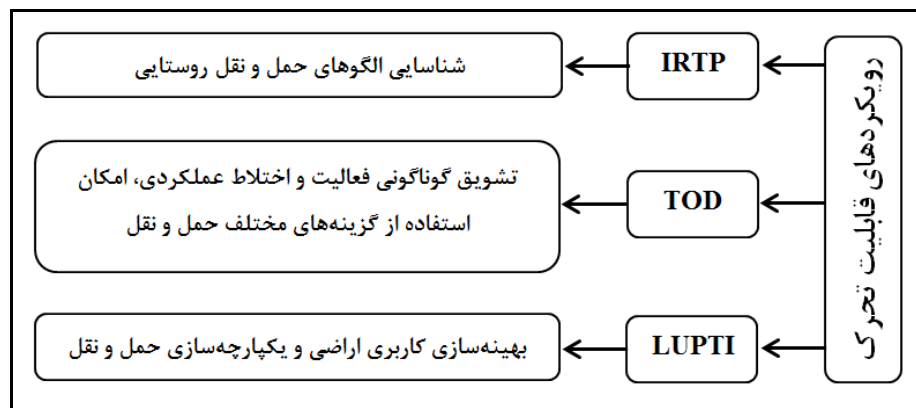 رویکردهای قابلیت تحرک
IRTP
شناسایی الگوهای حمل و نقل روستایی
TOD
تشویق گوناگونی فعالیت و اختلاط عملکردی، امکان
استفاده از گزینه‌های مختلف حمل و نقل
LUPTI
بهینه‌سازی کاربری اراضی و یکپارچه‌سازی حمل و نقل